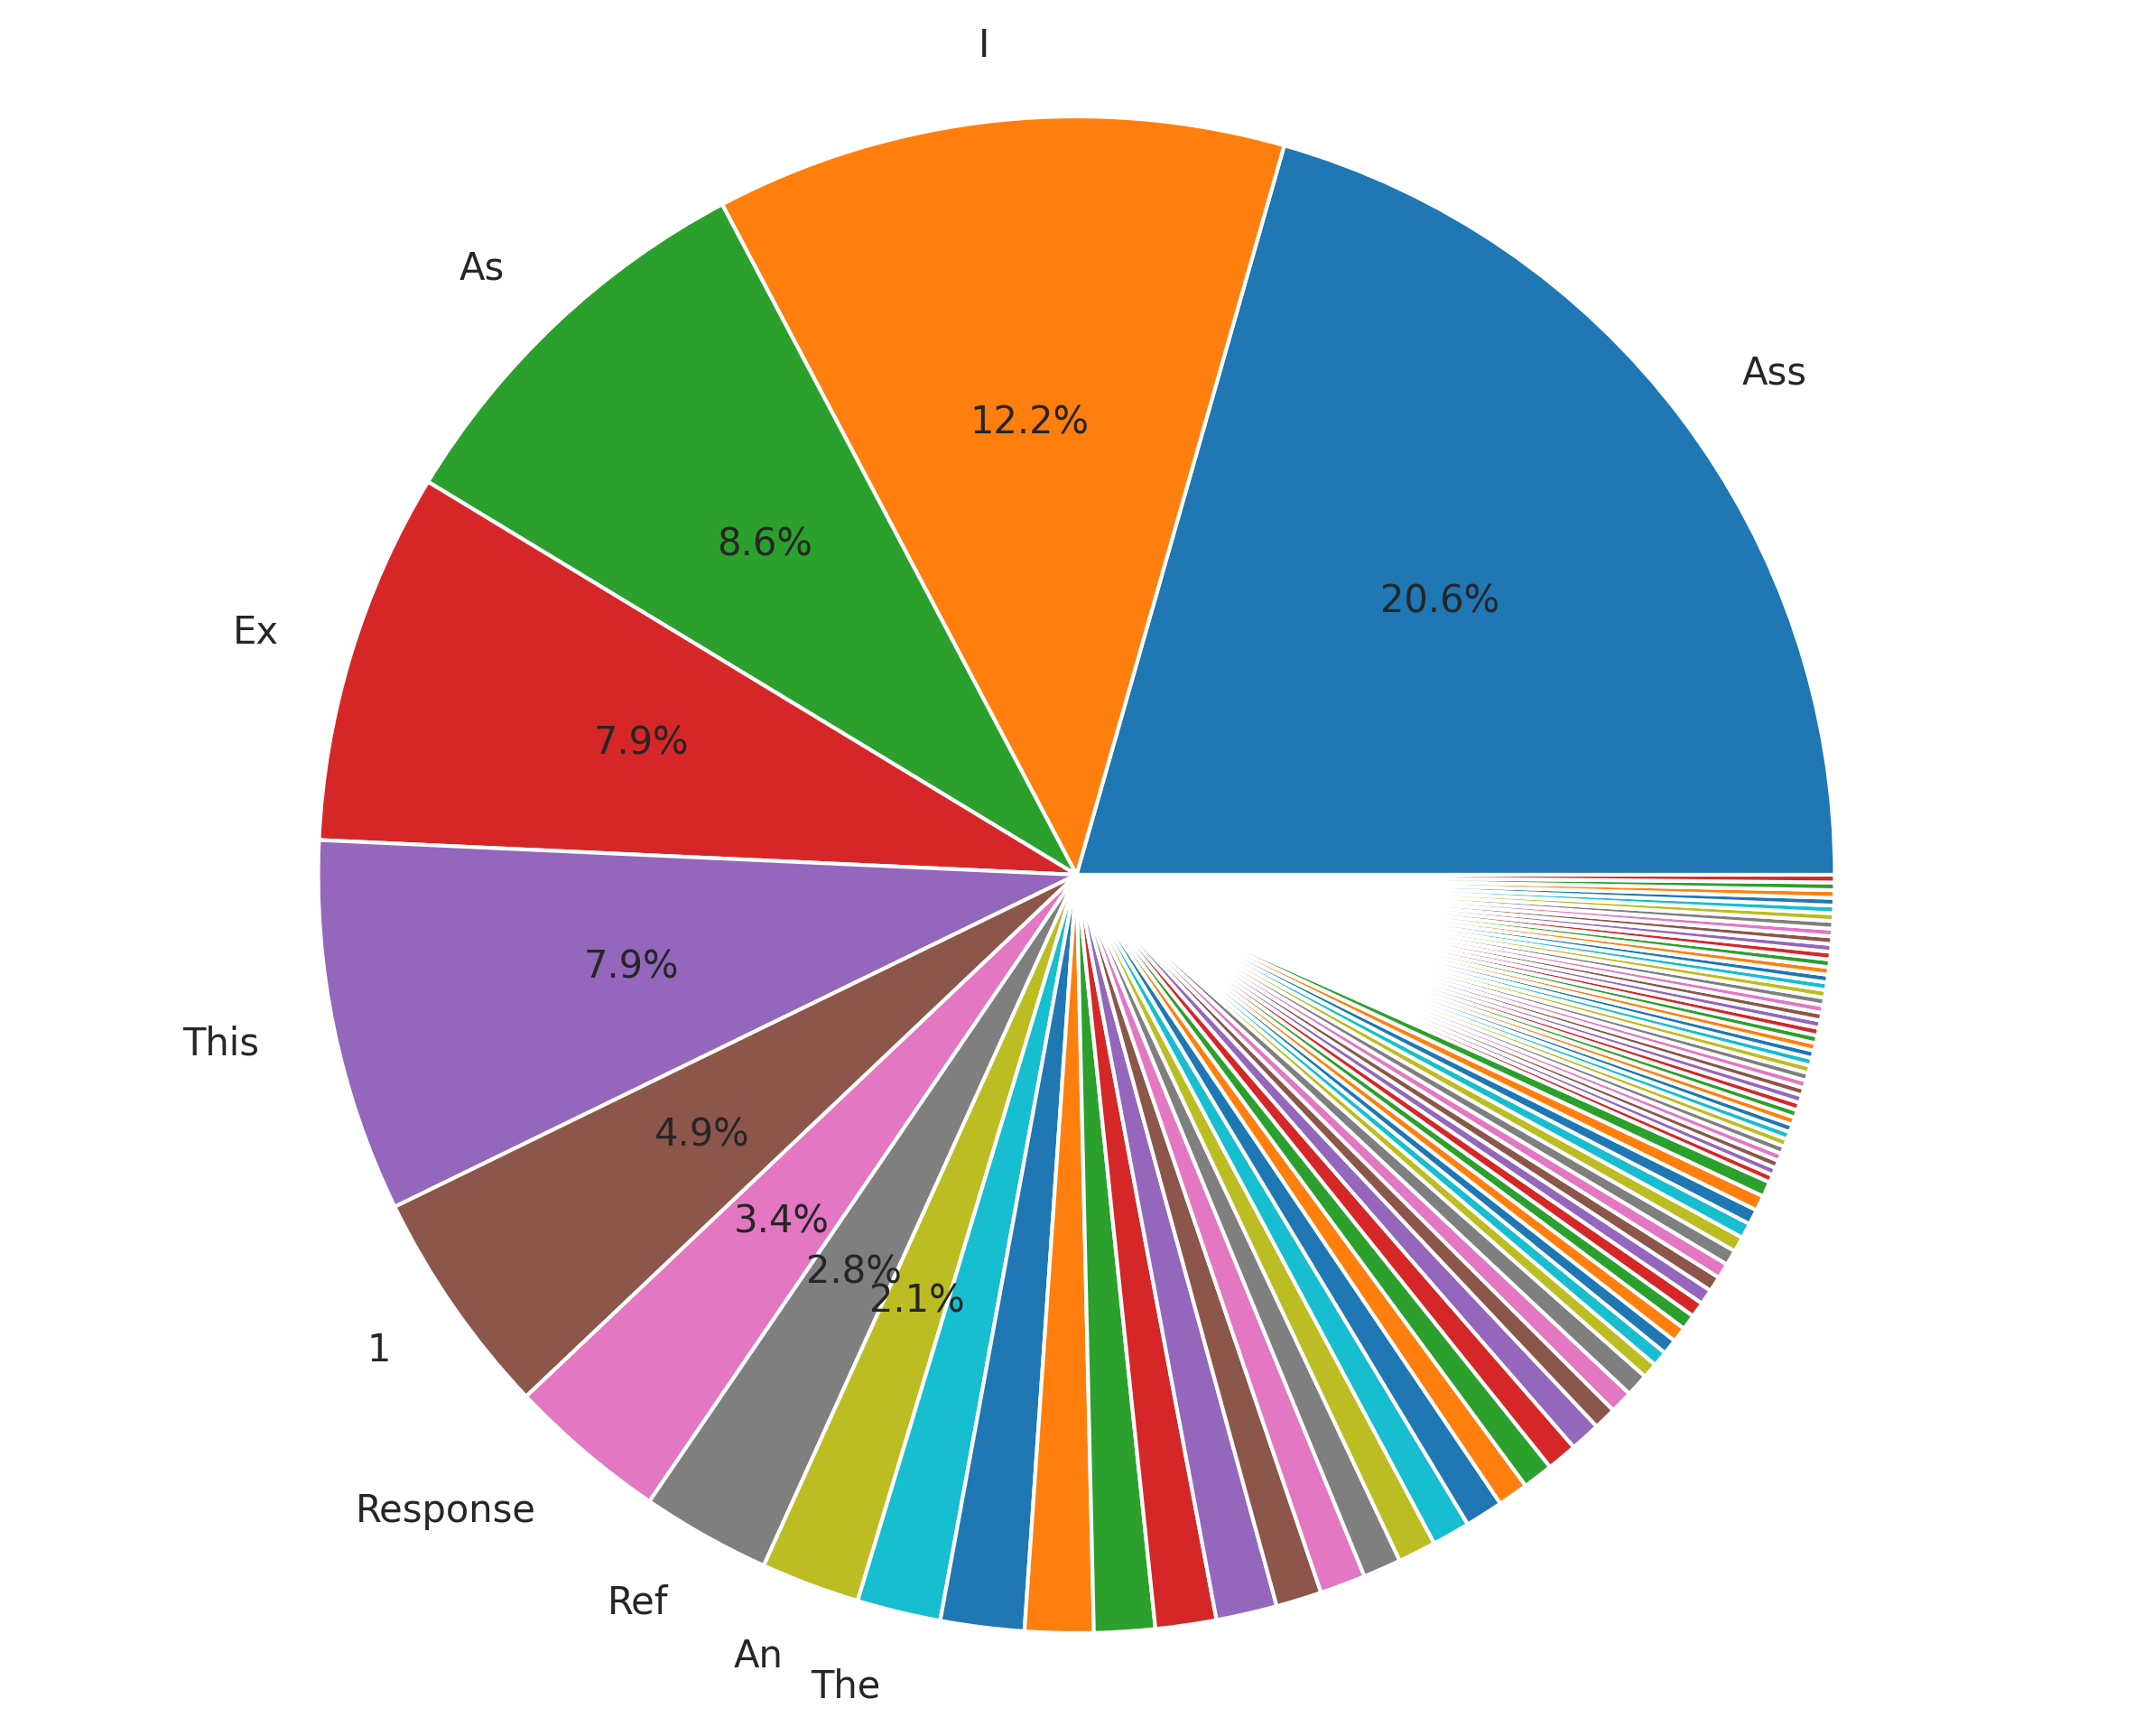 I
As
Ass
12.2%
8.6%
20.6%
Ex
7.9%
7.9%
This
4.9%
3.4%
2.8%
2.1%
1
Response
Ref
An
The